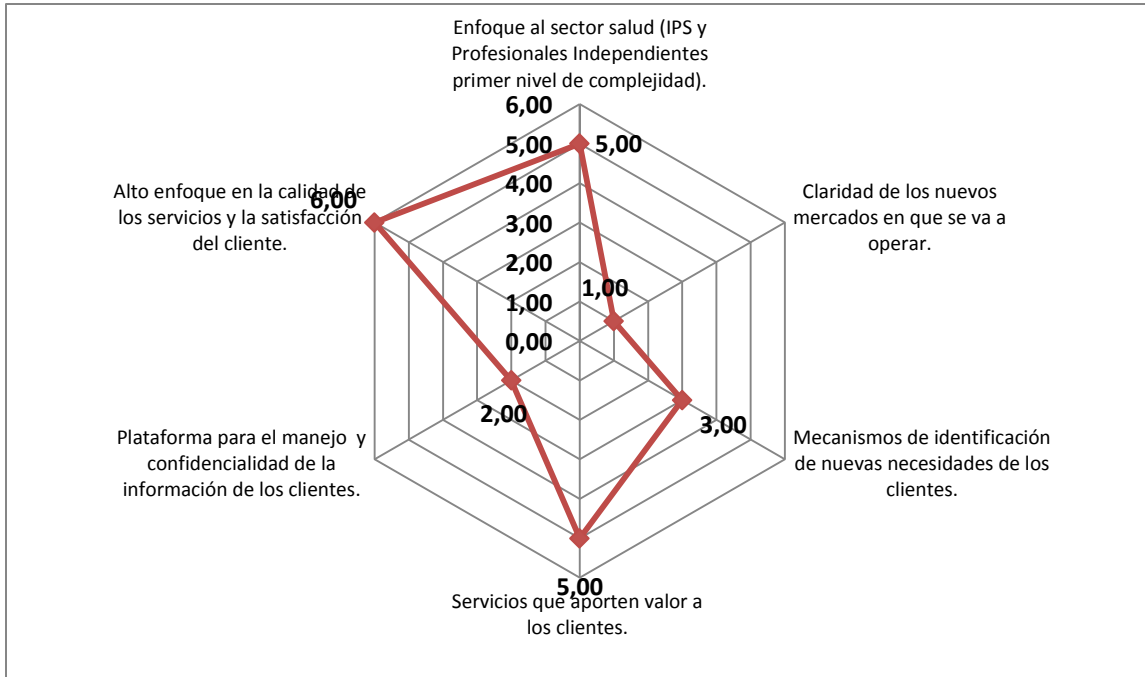 Enfoque al sector salud (IPS y
Profesionales Independientes
primer nivel de complejidad).
6,00
5,00
5,00
4,00
3,00
2,00
1,00
0,00
Claridad de los nuevos
mercados en que se va a
operar.
1,00
Mecanismos de identificación
de nuevas necesidades de los
clientes.
3,00
5,00
Servicios que aporten valor a
los clientes.
Plataforma para el manejo  y
confidencialidad de la
información de los clientes.
2,00
Alto enfoque en la calidad de
los servicios y la satisfacción
del cliente.
6,00